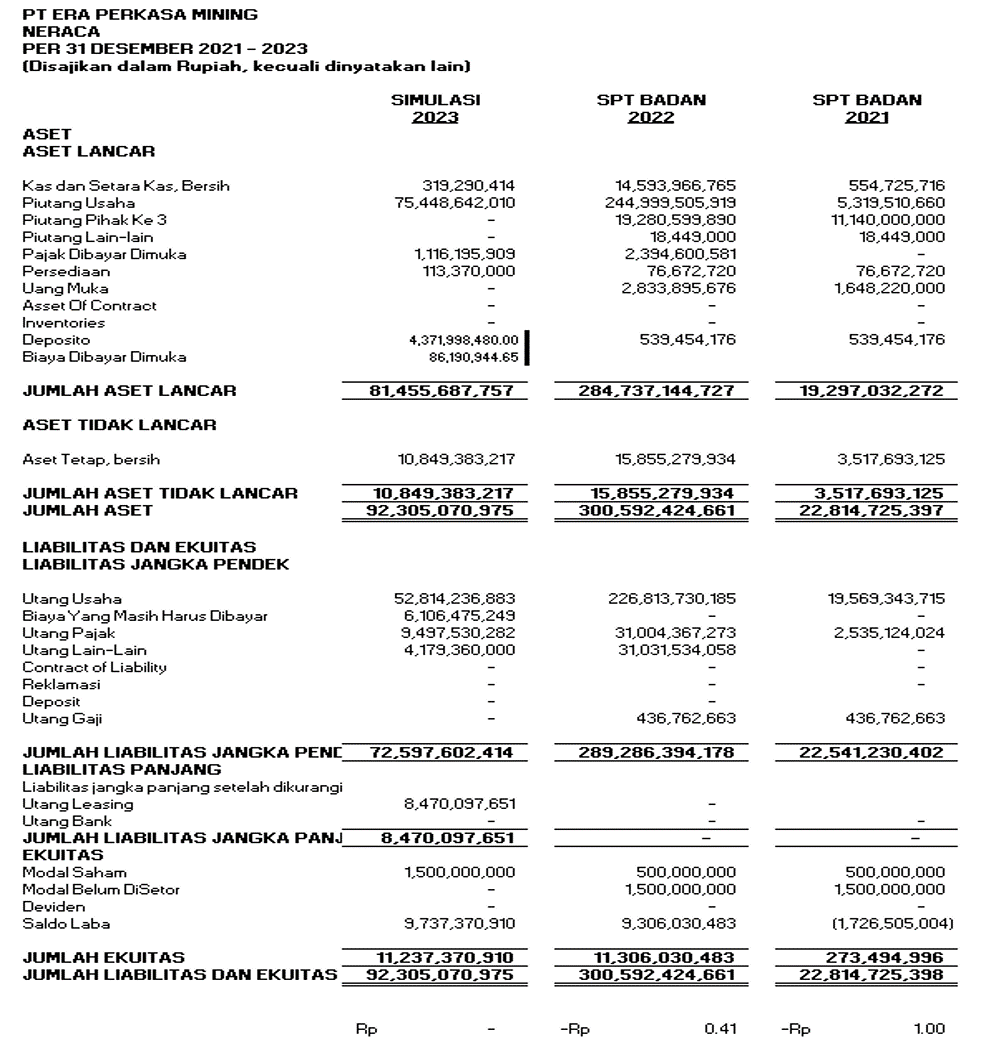 PT ERA PERKASA MINING
NERACA
PER 31 DESEMBER 2021 - 2023
(Disajikan dalam Rupiah, kecuali dinyatakan lain)
SIMULASI SPT BADAN SPT BADAN
2023 2022 2021
ASET
ASET LANCAR
Kas dan Setara Kas, Bersih 319,290,414 14,593,966,765 554,725,716
Piutang Usaha 75,448,642,010 244,999,505,919 5,319,510,660
Piutang Pihak Ke 3 - 19,280,599,890 11,140,000,000
Piutang Lain-lain - 18,449,000 18,449,000
Pajak Dibayar Dimuka 1,116,195,909 2,394,600,581 -
Persediaan 113,370,000 76,672,720 76,672,720
Uang Muka - 2,833,895,676 1,648,220,000
Asset Of Contract - - -
Inventories - - -
Deposito 4,371,998,480.00 539,454,176 539,454,176
Biaya Dibayar Dimuka 86,190,944.65
JUMLAH ASET LANCAR 81,455,687,757 284,737,144,727 19,297,032,272
ASET TIDAK LANCAR
Aset Tetap, bersih 10,849,383,217 15,855,279,934 3,517,693,125
JUMLAH ASET TIDAK LANCAR 10,849,383,217 15,855,279,934 3,517,693,125
JUMLAH ASET 92,305,070,975 300,592,424,661 22,814,725,397
LIABILITAS DAN EKUITAS
LIABILITAS JANGKA PENDEK
Utang Usaha 52,814,236,883 226,813,730,185 19,569,343,715
Biaya Yang Masih Harus Dibayar 6,106,475,249 - -
Utang Pajak 9,497,530,282 31,004,367,273 2,535,124,024
Utang Lain-Lain 4,179,360,000 31,031,534,058 -
Contract of Liability - - -
Reklamasi - - -
Deposit - -
Utang Gaji - 436,762,663 436,762,663
JUMLAH LIABILITAS JANGKA PEND 72,597,602,414 289,286,394,178 22,541,230,402
LIABILITAS PANJANG
Liabilitas jangka panjang setelah dikurangi
Utang Leasing 8,470,097,651 -
Utang Bank - - -
JUMLAH LIABILITAS JANGKA PANJ 8,470,097,651 - -
EKUITAS
Modal Saham 1,500,000,000 500,000,000 500,000,000
Modal Belum DiSetor - 1,500,000,000 1,500,000,000
Deviden - - -
Saldo Laba 9,737,370,910 9,306,030,483 (1,726,505,004)
JUMLAH EKUITAS 11,237,370,910 11,306,030,483 273,494,996
JUMLAH LIABILITAS DAN EKUITAS 92,305,070,975 300,592,424,661 22,814,725,398
Rp - -Rp 0.41 -Rp 1.00